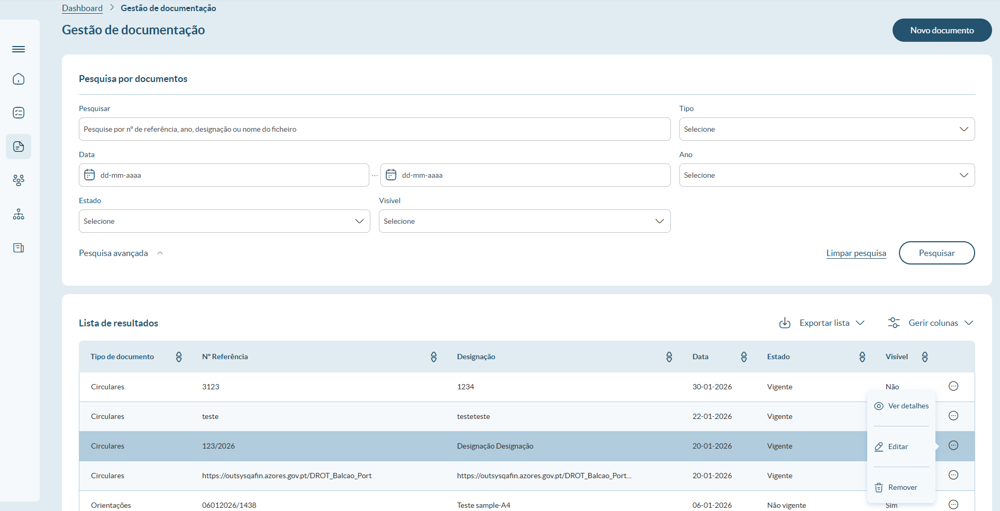 Dashboard > Gestão de documentação
Gestão de documentação
Novo documento
Pesquisa por documentos
Pesquisar
Tipo
Pesquise por nº de referência, ano, designação ou nome do ficheiro
Selecione
Data
Ano
dd-mm-aaaa ... dd-mm-aaaa
Selecione
Estado
Visível
Selecione
Selecione
Pesquisa avançada
Limpar pesquisa
Pesquisar
Lista de resultados
Exportar lista
Gerir colunas
Tipo de documento Nº Referência Designação Data Estado Visível
Circulares 3123 1234 30-01-2026 Vigente Não
Circulares teste testeteste 22-01-2026 Vigente
Circulares 123/2026 Designação Designação 20-01-2026 Vigente
Circulares https://outsysqafin.azores.gov.pt/DROT_Balcao_Port https://outsysqafin.azores.gov.pt/DROT_Balcao_Port... 20-01-2026 Vigente
Orientações 06012026/1438 Teste sample-A4 06-01-2026 Não vigente Sim
Ver detalhes
Editar
Remover